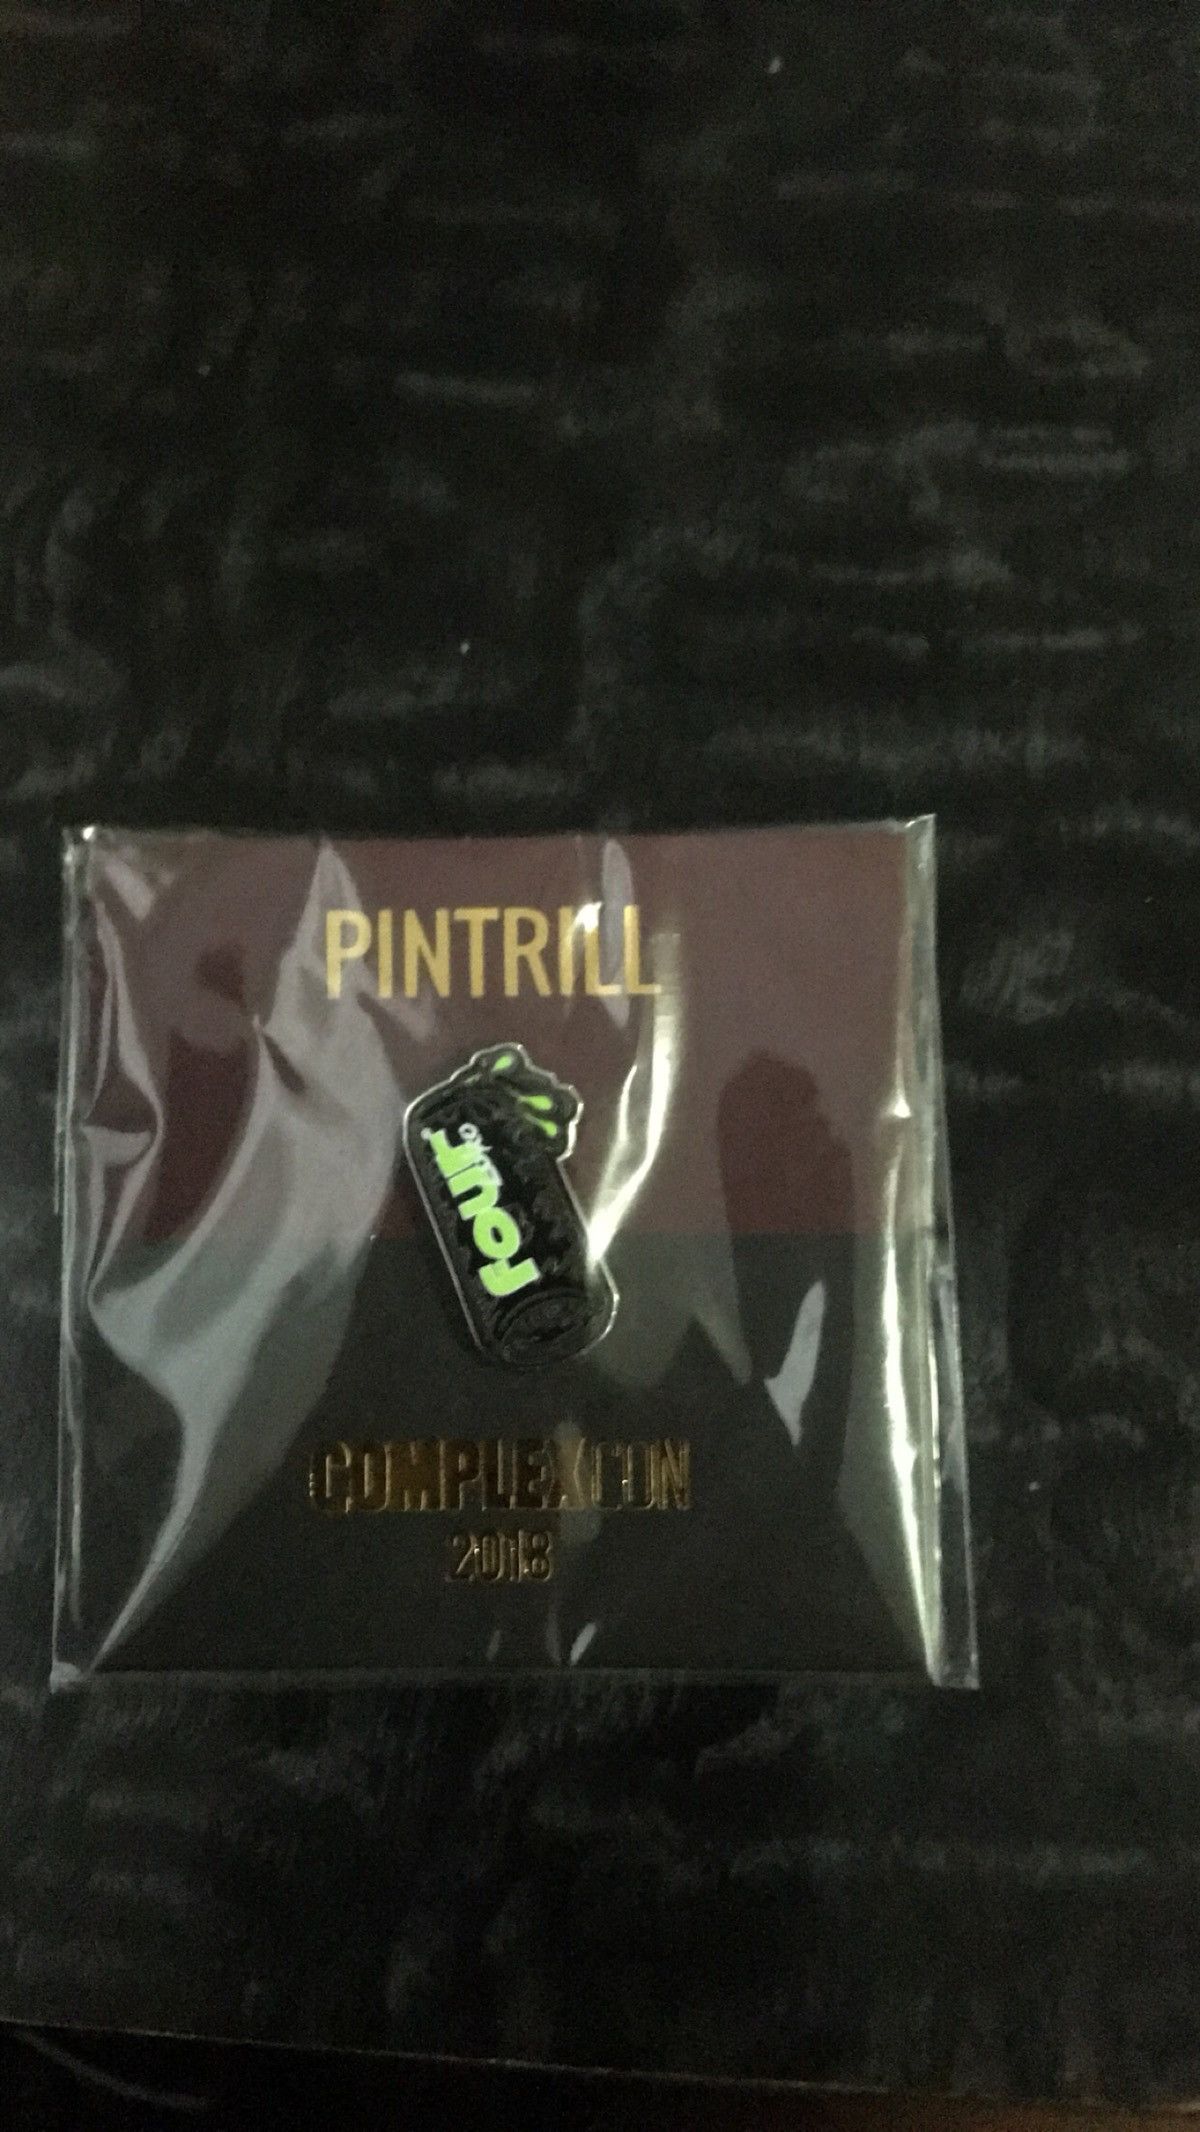 PINTRILL
FOUR
COMPLEXCON
2018